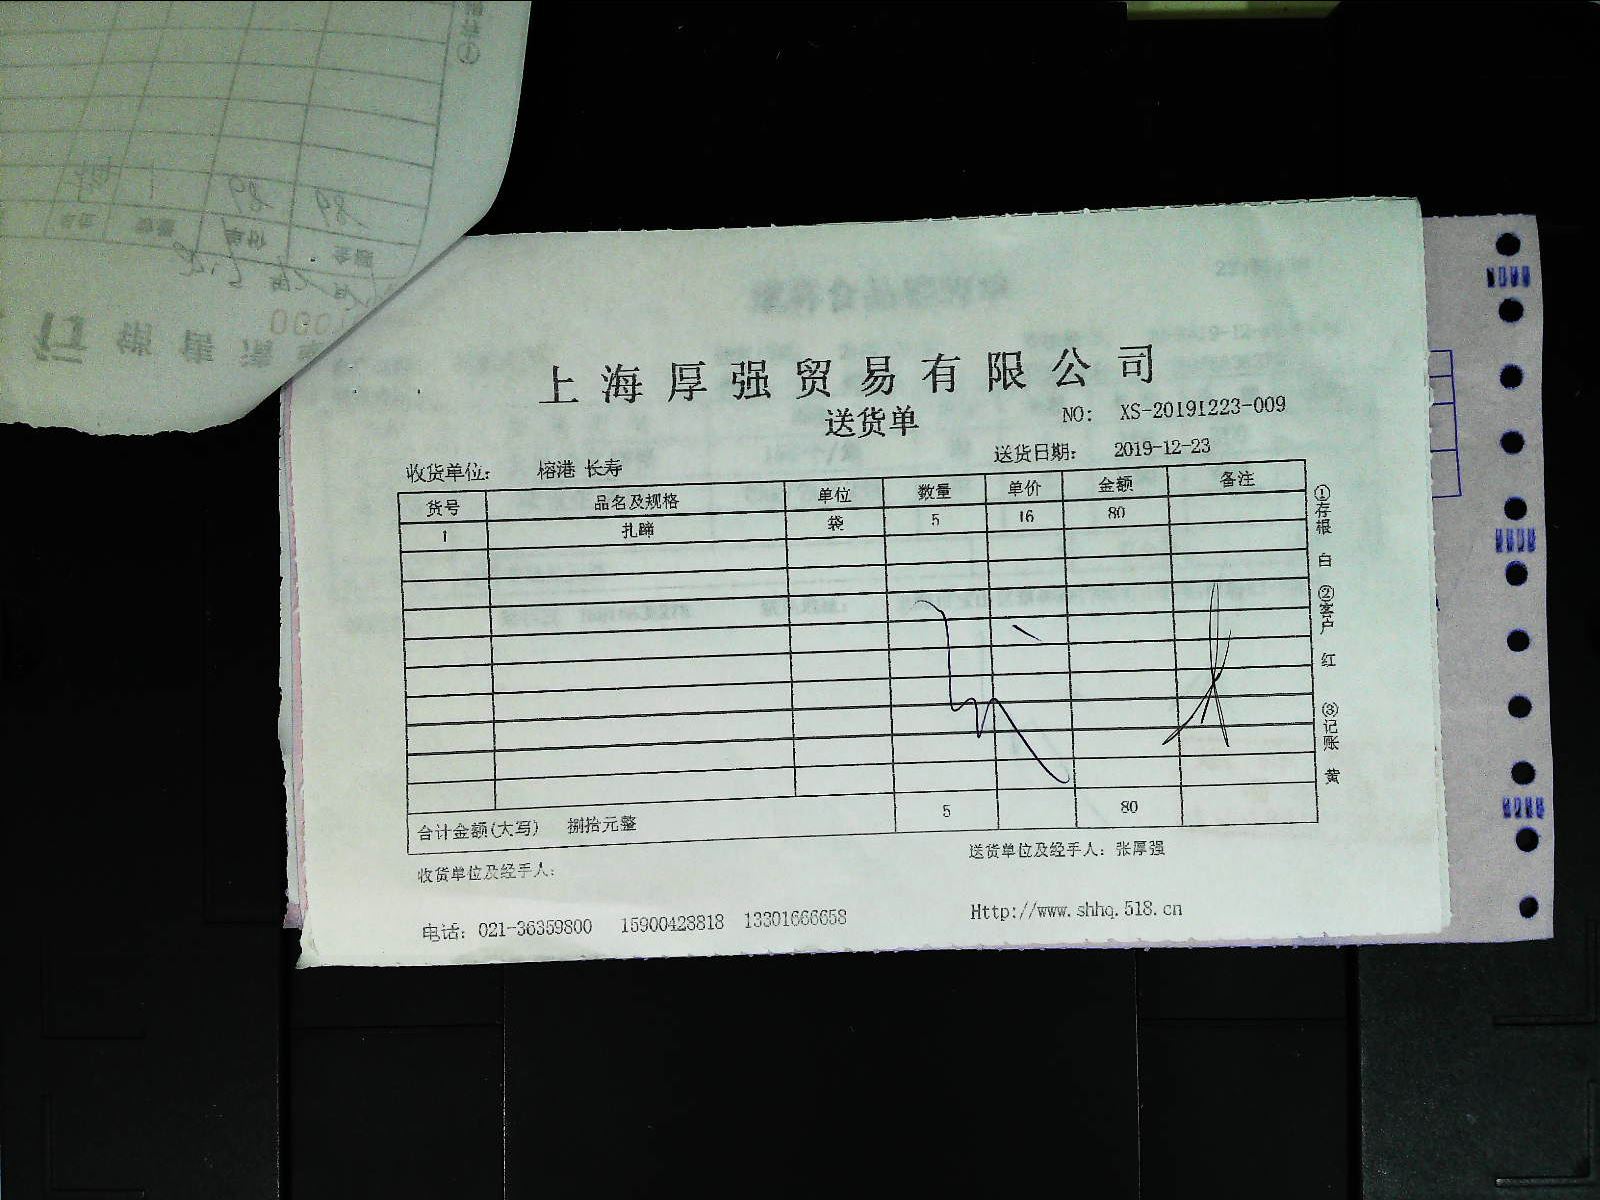 上海厚强贸易有限公司
送货单
NO: XS-20191223-009
收货单位: 榕港 长寿
送货日期: 2019-12-23
货号 品名及规格 单位 数量 单价 金额 备注
1 扎蹄 袋 5 16 80
合计金额(大写) 捌拾元整 5 80
收货单位及经手人:
送货单位及经手人: 张厚强
电话: 021-36359800 15900428818 13301666658
Http://www.shhq.518.cn
①存根 白 ②客户 红 ③记账 黄